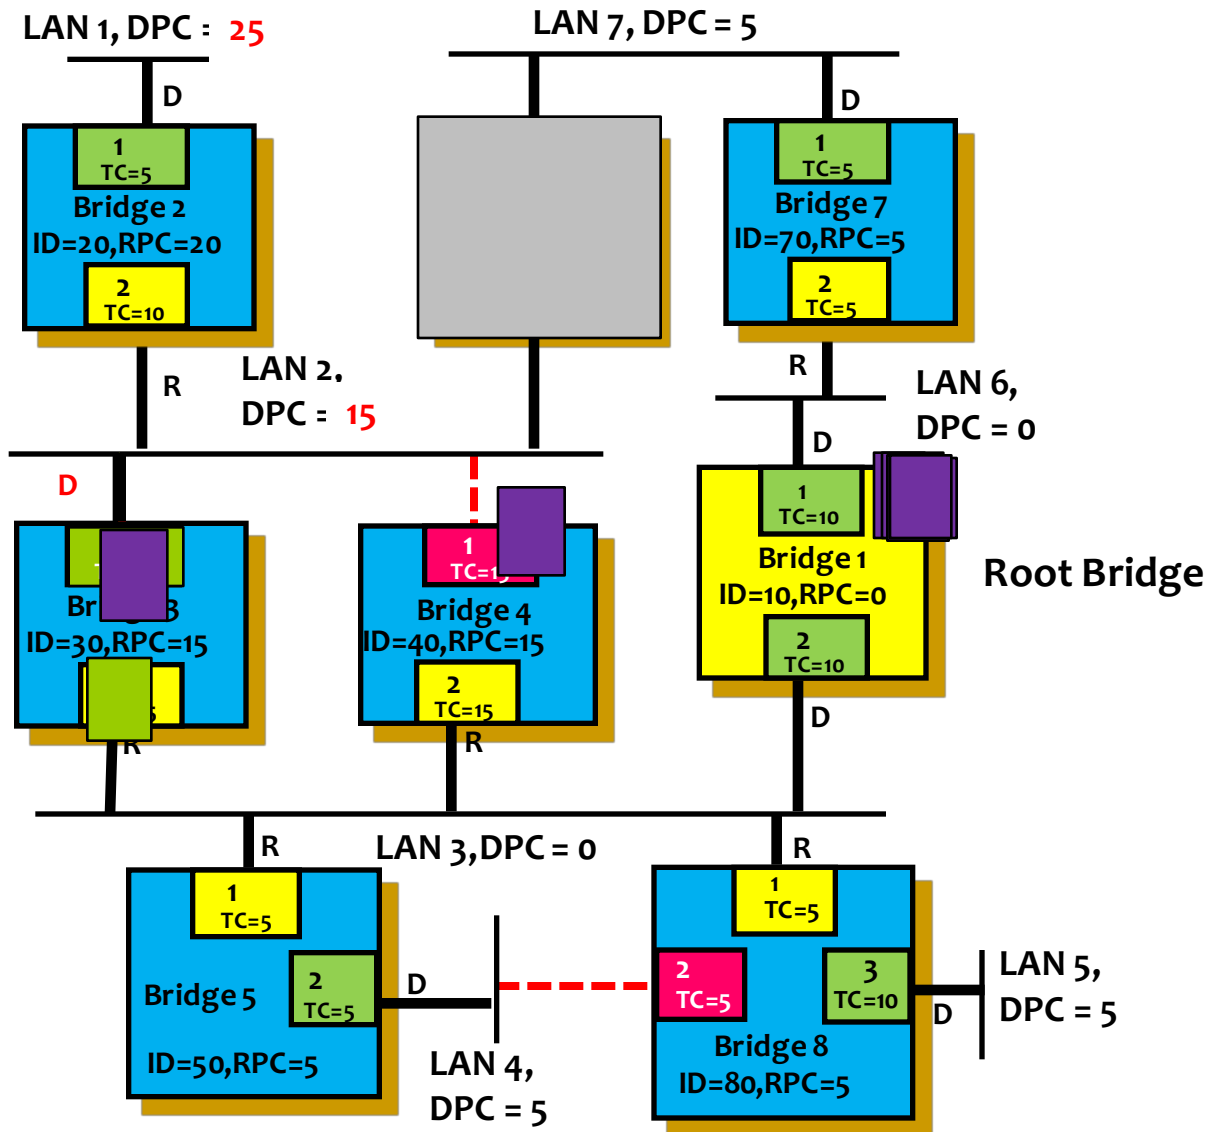 LAN 1, DPC = 25
LAN 7, DPC = 5
D
D
1
TC=5
Bridge 2
ID=20,RPC=20
2
TC=10
1
TC=5
Bridge 7
ID=70,RPC=5
2
TC=5
R
LAN 2,
DPC = 15
R
LAN 6,
DPC = 0
D
D
1
TC=10
Bridge 1
ID=10,RPC=0
2
TC=10
Root Bridge
3
ID=30,RPC=15
1
Bridge 4
ID=40,RPC=15
2
TC=15
R
R
D
LAN 3,DPC = 0
R
R
1
TC=5
2
TC=5
Bridge 5
ID=50,RPC=5
D
LAN 4,
DPC = 5
1
TC=5
2
TC=5
3
TC=10
Bridge 8
ID=80,RPC=5
D
LAN 5,
DPC = 5